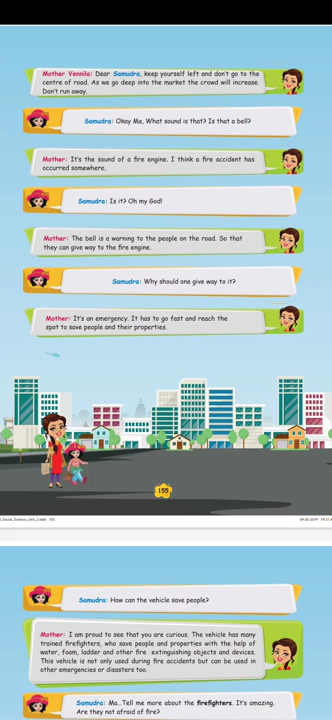 Mother Vennila: Dear Samudra, keep yourself left and don't go to the
centre of road. As we go deep into the market the crowd will increase.
Don't run away.
Samudra: Okay Ma, What sound is that? Is that a bell?
Mother: It's the sound of a fire engine. I think a fire accident has
occurred somewhere.
Samudra: Is it? Oh my God!
Mother: The bell is a warning to the people on the road. So that
they can give way to the fire engine.
Samudra: Why should one give way to it?
Mother: It's an emergency. It has to go fast and reach the
spot to save people and their properties.
155
_Social_Science_Unit_2.indd 155
09-05-2019
Samudra: How can the vehicle save people?
Mother: I am proud to see that you are curious. The vehicle has many
trained firefighters, who save people and properties with the help of
water, foam, ladder and other fire extinguishing objects and devices.
This vehicle is not only used during fire accidents but can be used in
other emergencies or disasters too.
Samudra: Ma...Tell me more about the firefighters. It's amazing.
Are they not afraid of fire?